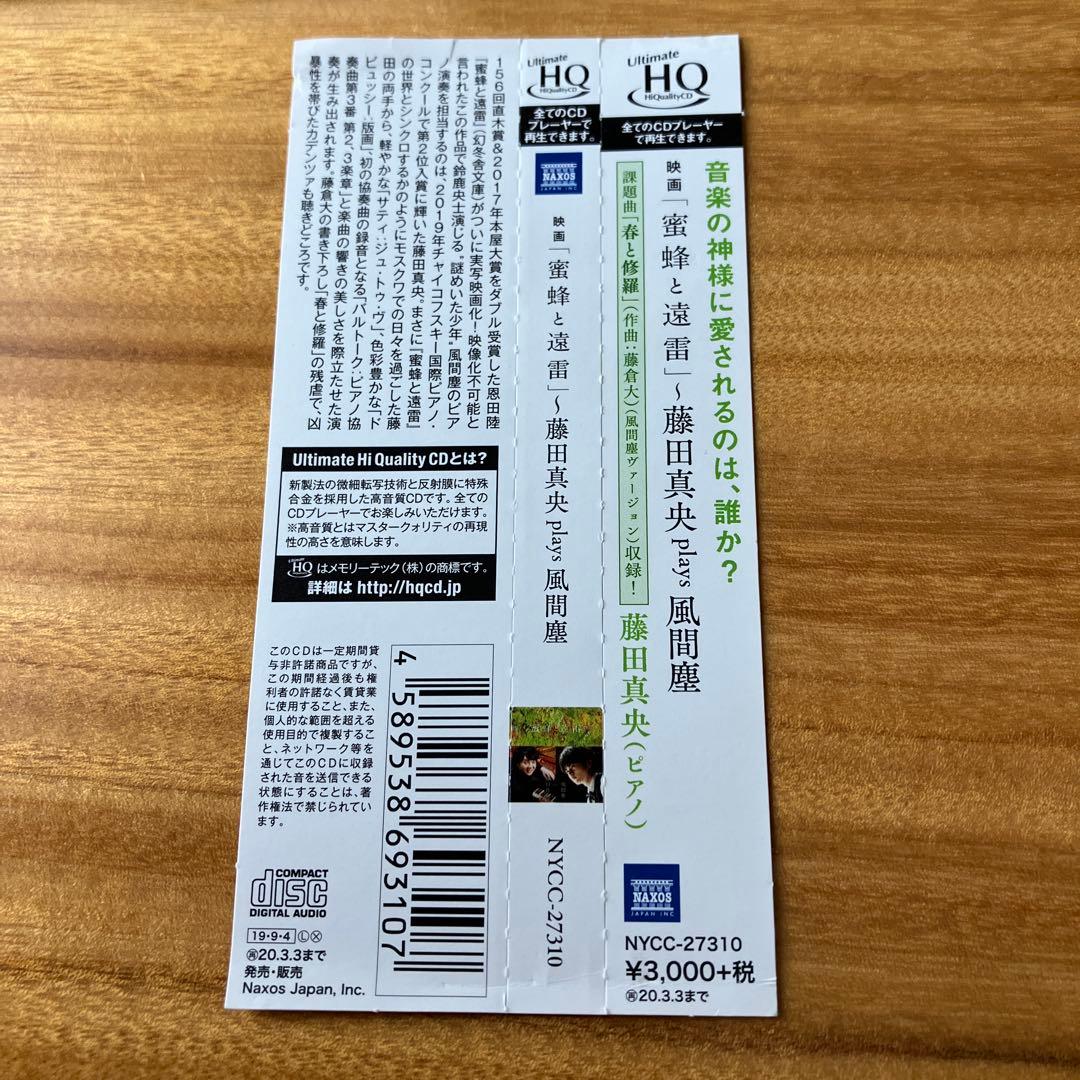 Ultimate
HQ
HiQualityCD
全てのCDプレーヤー
で再生できます。
音楽の神様に愛されるのは、誰か?
映画「蜜蜂と遠雷」～藤田真央 plays 風間塵
課題曲「春と修羅」(作曲:藤倉大)(風間塵ヴァージョン)収録!
藤田真央(ピアノ)
NAXOS
JAPAN INC
NYCC-27310
¥3,000+税
再20.3.3まで
Ultimate
HQ
HiQualityCD
全てのCD
プレーヤーで
再生できます。
NAXOS
JAPAN INC
映画「蜜蜂と遠雷」～藤田真央 plays 風間塵
NYCC-27310
156回直木賞&2017年本屋大賞をダブル受賞した恩田陸
『蜜蜂と遠雷』(幻冬舎文庫)がついに実写映画化!映像化不可能と
言われたこの作品で鈴鹿央士演じる“謎めいた少年”風間塵のピア
ノ演奏を担当するのは、2019年チャイコフスキー国際ピアノ・
コンクールで第2位入賞に輝いた藤田真央。まさに『蜜蜂と遠雷』
の世界とシンクロするかのようにモスクワでの日々を過ごした藤
田の両手から、軽やかな「サティ:ジュ・トゥ・ヴ」、色彩豊かな「ド
ビュッシー:版画」、初の協奏曲の録音となる「バルトーク:ピアノ協
奏曲第3番 第2、3楽章」と楽曲の響きの美しさを際立たせた演
奏が生み出されます。藤倉大の書き下ろし「春と修羅」の残虐で、凶
暴性を帯びたカデンツァも聴きどころです。
Ultimate Hi Quality CDとは?
新製法の微細転写技術と反射膜に特殊
合金を採用した高音質CDです。全ての
CDプレーヤーでお楽しみいただけます。
※高音質とはマスタークォリティの再現
性の高さを意味します。
Ultimate HQ はメモリーテック(株)の商標です。
詳細は http://hqcd.jp
このCDは一定期間貸
与非許諾商品ですが、
この期間経過後も権
利者の許諾なく賃貸業
に使用すること、また、
個人的な範囲を超える
使用目的で複製するこ
と、ネットワーク等を
通じてこのCDに収録
された音を送信できる
状態にすることは、著
作権法で禁じられてい
ます。
4 589538 693107
COMPACT
disc
DIGITAL AUDIO
19・9・4 Ⓛ Ⓧ
再20.3.3まで
発売・販売
Naxos Japan, Inc.